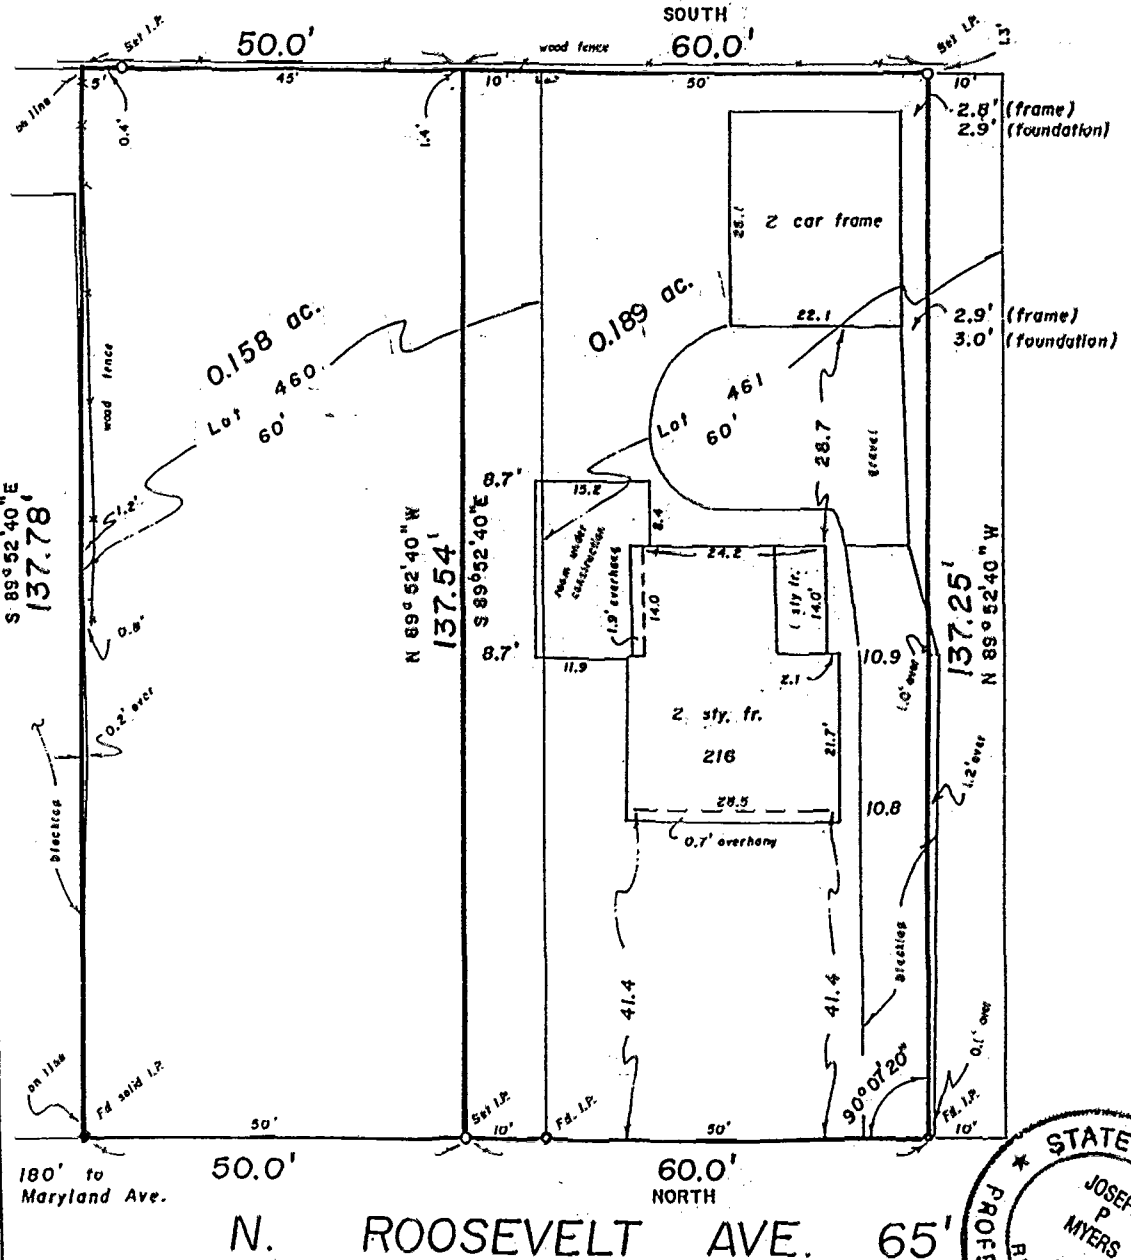 SOUTH
50.0'
60.0'
Set I.P.
wood fence
Set I.P.
1.3'
5'
45'
10'
50'
10'
on line
0.4'
1.4'
2.8' (frame)
2.9' (foundation)
2 car frame
22.1
2.9' (frame)
3.0' (foundation)
0.158 ac.
0.189 ac.
wood fence
Lot 460
60'
Lot 461
60'
28.7
gravel
8.7'
15.2
8.4
1.2'
S 89°52'40"E
137.78'
N 89°52'40"W
137.54'
S 89°52'40"E
room under
construction
1.9' overhang
14.0
24.2
1 sty fr.
14.0'
137.25'
N 89°52'40"W
0.8'
8.7'
11.9
2.1
10.9
1.0' over
0.2' over
2 sty. fr.
216
21.7'
1.2' over
28.5
10.8
0.7' overhang
blacktop
blacktop
41.4
41.4
90°07'20"
0.1' over
on line
Fd solid I.P.
Set I.P.
Fd. I.P.
Fd. I.P.
50'
10'
50'
10'
180' to
Maryland Ave.
50.0'
60.0'
NORTH
N. ROOSEVELT AVE. 65'
STATE
JOSEPH
P
MYERS
PROFES